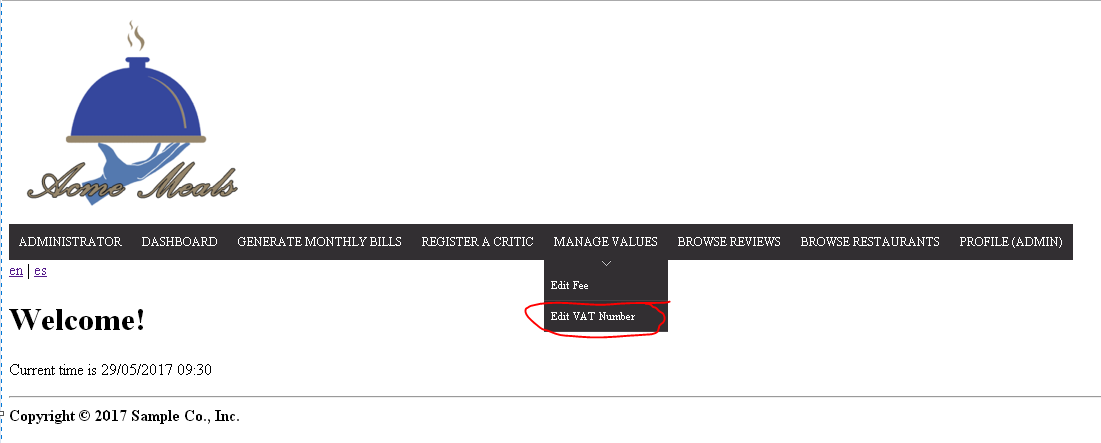 Acme Meals
ADMINISTRATOR DASHBOARD GENERATE MONTHLY BILLS REGISTER A CRITIC MANAGE VALUES BROWSE REVIEWS BROWSE RESTAURANTS PROFILE (ADMIN)
en | es
Edit Fee
Edit VAT Number
Welcome!
Current time is 29/05/2017 09:30
Copyright © 2017 Sample Co., Inc.